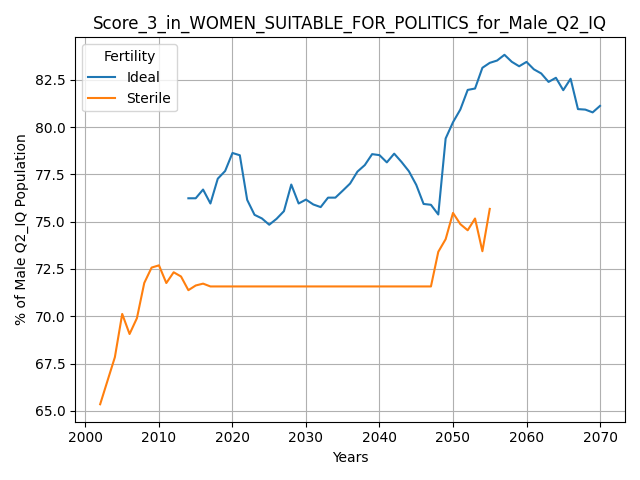 Score_3_in_WOMEN_SUITABLE_FOR_POLITICS_for_Male_Q2_IQ
Fertility
Ideal
Sterile
% of Male Q2_IQ Population
82.5
80.0
77.5
75.0
72.5
70.0
67.5
65.0
2000 2010 2020 2030 2040 2050 2060 2070
Years